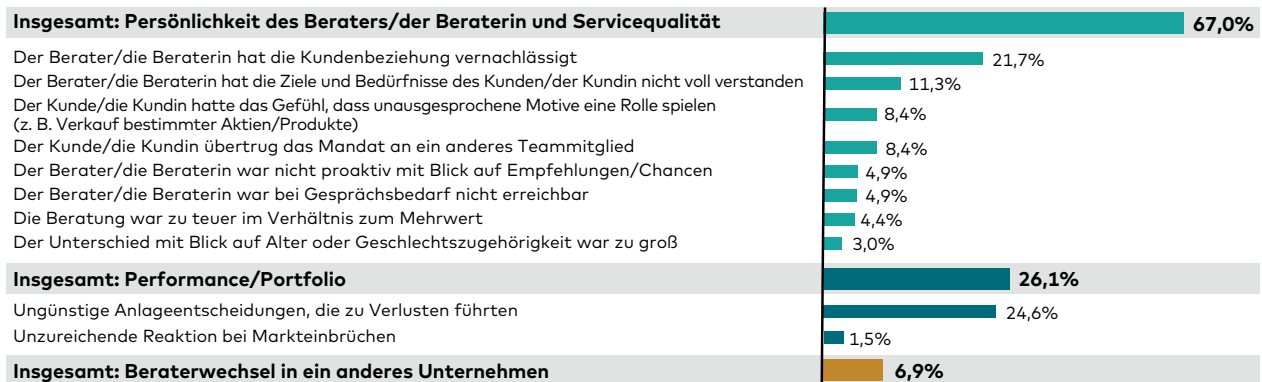 Insgesamt: Persönlichkeit des Beraters/der Beraterin und Servicequalität 67,0%
Der Berater/die Beraterin hat die Kundenbeziehung vernachlässigt 21,7%
Der Berater/die Beraterin hat die Ziele und Bedürfnisse des Kunden/der Kundin nicht voll verstanden 11,3%
Der Kunde/die Kundin hatte das Gefühl, dass unausgesprochene Motive eine Rolle spielen
(z. B. Verkauf bestimmter Aktien/Produkte) 8,4%
Der Kunde/die Kundin übertrug das Mandat an ein anderes Teammitglied 8,4%
Der Berater/die Beraterin war nicht proaktiv mit Blick auf Empfehlungen/Chancen 4,9%
Der Berater/die Beraterin war bei Gesprächsbedarf nicht erreichbar 4,9%
Die Beratung war zu teuer im Verhältnis zum Mehrwert 4,4%
Der Unterschied mit Blick auf Alter oder Geschlechtszugehörigkeit war zu groß 3,0%
Insgesamt: Performance/Portfolio 26,1%
Ungünstige Anlageentscheidungen, die zu Verlusten führten 24,6%
Unzureichende Reaktion bei Markteinbrüchen 1,5%
Insgesamt: Beraterwechsel in ein anderes Unternehmen 6,9%